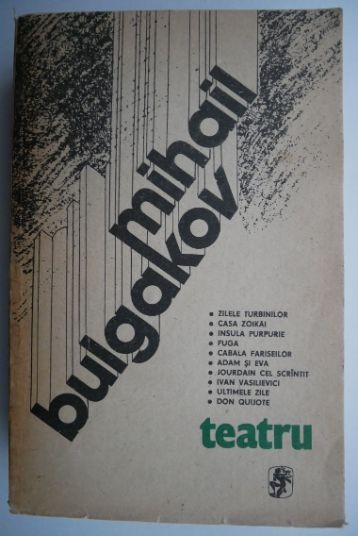 mihail
bulgakov
• ZILELE TURBINILOR
• CASA ZOIKAI
• INSULA PURPURIE
• FUGA
• CABALA FARISEILOR
• ADAM ȘI EVA
• JOURDAIN CEL SCRÎNTIT
• IVAN VASILIEVICI
• ULTIMELE ZILE
• DON QUIJOTE
teatru